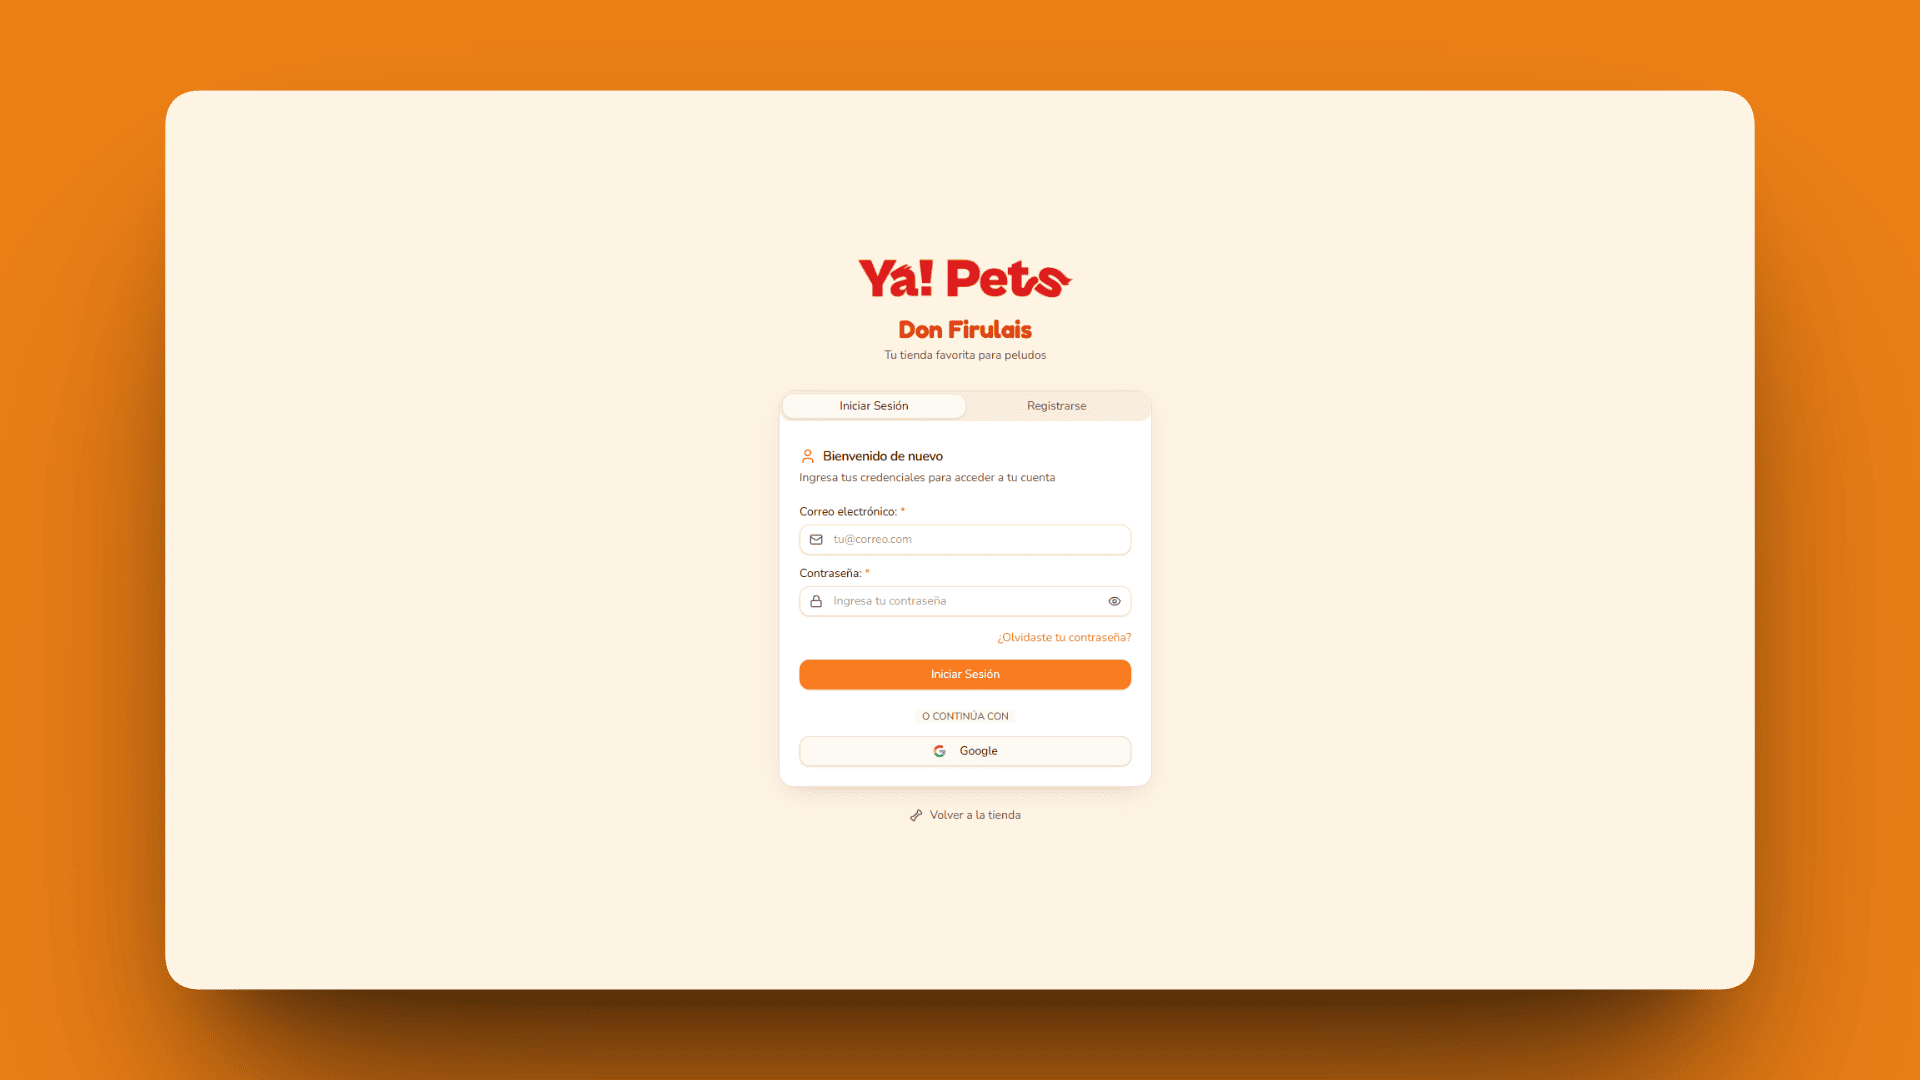 Ya! Pets
Don Firulais
Tu tienda favorita para peludos
Iniciar Sesión
Registrarse
Bienvenido de nuevo
Ingresa tus credenciales para acceder a tu cuenta
Correo electrónico: *
tu@correo.com
Contraseña: *
Ingresa tu contraseña
¿Olvidaste tu contraseña?
Iniciar Sesión
O CONTINÚA CON
Google
Volver a la tienda